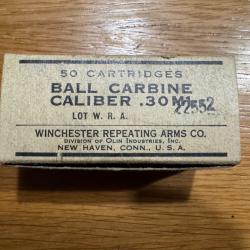 50 CARTRIDGES
BALL CARBINE
CALIBER .30 M1
LOT W. R. A. 22552
WINCHESTER REPEATING ARMS CO.
DIVISION OF OLIN INDUSTRIES, INC.
NEW HAVEN, CONN., U. S. A.